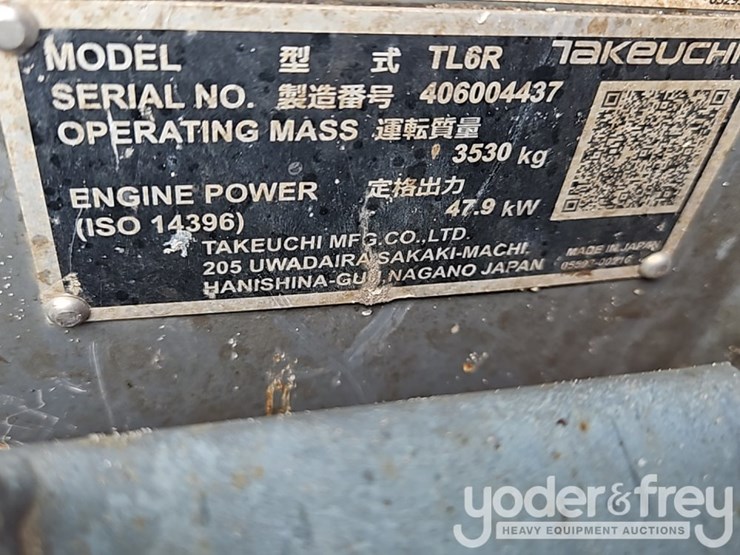 MODEL 型 式 TL6R TAKEUCHI
SERIAL NO. 製造番号 406004437
OPERATING MASS 運転質量
3530 kg
ENGINE POWER 定格出力
(ISO 14396) 47.9 kW
TAKEUCHI MFG.CO.,LTD.
205 UWADAIRA SAKAKI-MACHI.
HANISHINA-GUN NAGANO JAPAN
MADE IN JAPAN
yoder&frey
HEAVY EQUIPMENT AUCTIONS